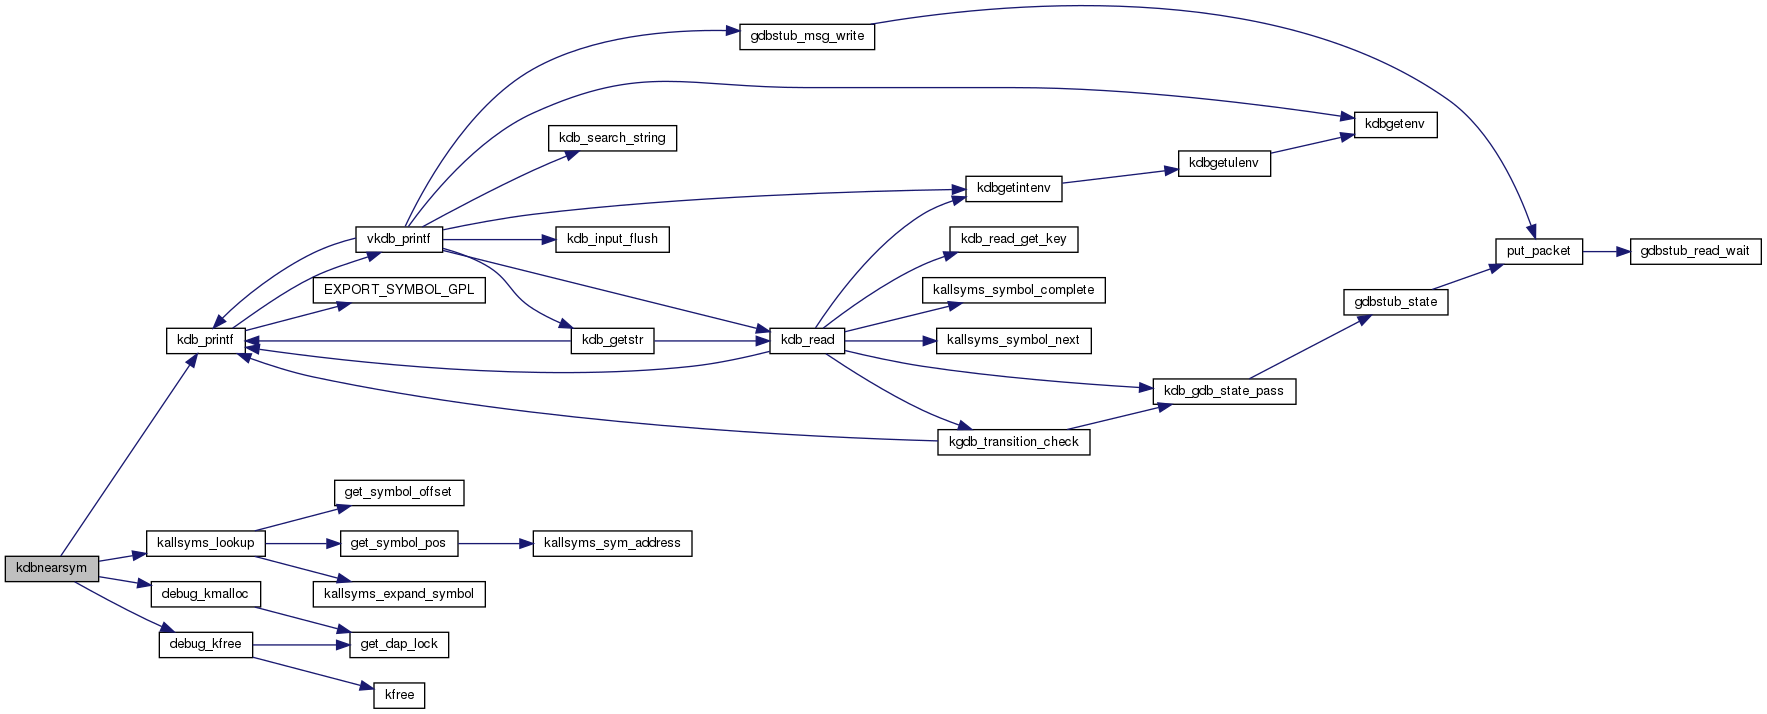 gdbstub_msg_write
kdbgetenv
kdb_search_string
kdbgetulenv
kdbgetintenv
vkdb_printf
kdb_input_flush
kdb_read_get_key
put_packet
gdbstub_read_wait
EXPORT_SYMBOL_GPL
kallsyms_symbol_complete
gdbstub_state
kdb_printf
kdb_getstr
kdb_read
kallsyms_symbol_next
kdb_gdb_state_pass
kgdb_transition_check
get_symbol_offset
kallsyms_lookup
get_symbol_pos
kallsyms_sym_address
kdbnearsym
debug_kmalloc
kallsyms_expand_symbol
debug_kfree
get_dap_lock
kfree